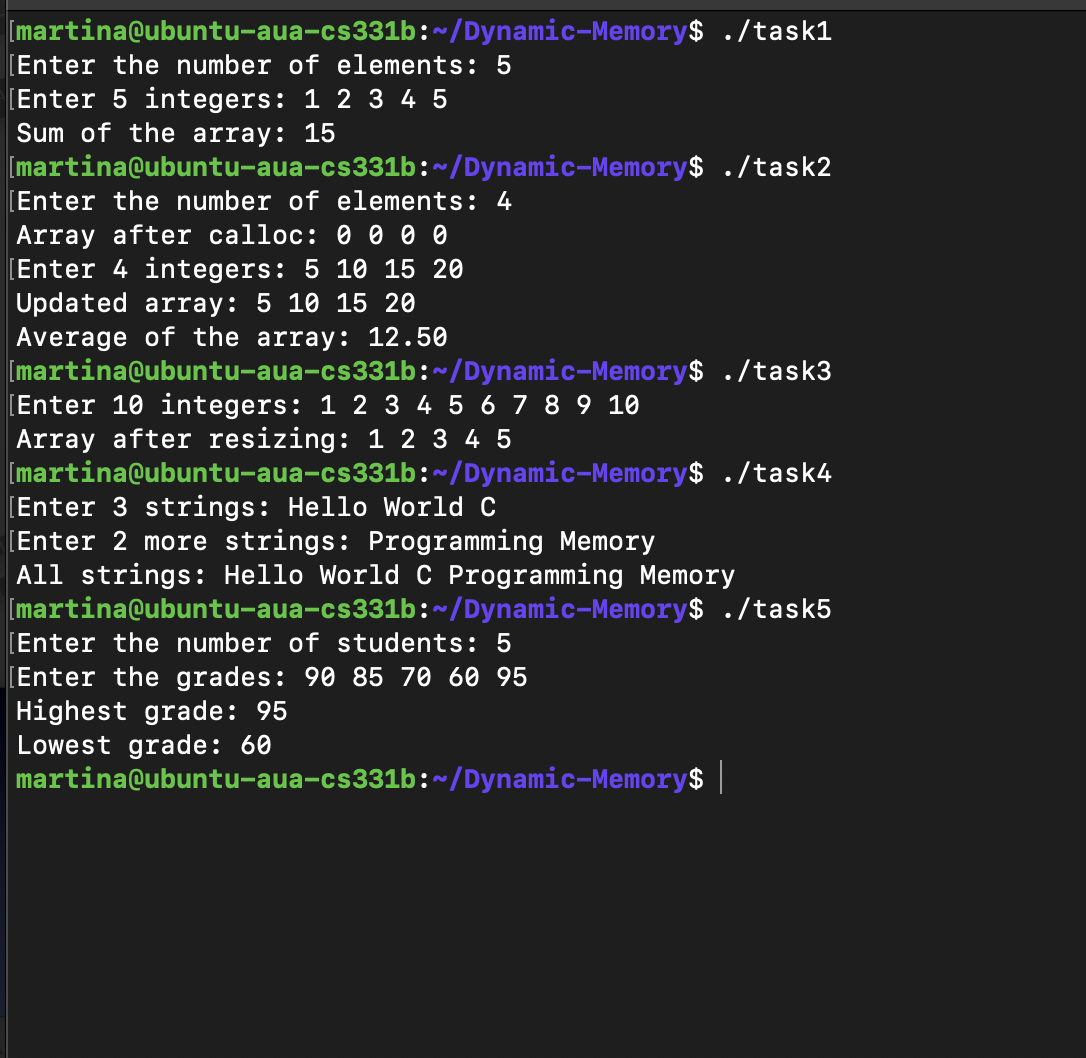 [martina@ubuntu-aua-cs331b:~/Dynamic-Memory$ ./task1
[Enter the number of elements: 5
[Enter 5 integers: 1 2 3 4 5
Sum of the array: 15
[martina@ubuntu-aua-cs331b:~/Dynamic-Memory$ ./task2
[Enter the number of elements: 4
Array after calloc: 0 0 0 0
[Enter 4 integers: 5 10 15 20
Updated array: 5 10 15 20
Average of the array: 12.50
[martina@ubuntu-aua-cs331b:~/Dynamic-Memory$ ./task3
[Enter 10 integers: 1 2 3 4 5 6 7 8 9 10
Array after resizing: 1 2 3 4 5
[martina@ubuntu-aua-cs331b:~/Dynamic-Memory$ ./task4
[Enter 3 strings: Hello World C
[Enter 2 more strings: Programming Memory
All strings: Hello World C Programming Memory
[martina@ubuntu-aua-cs331b:~/Dynamic-Memory$ ./task5
[Enter the number of students: 5
[Enter the grades: 90 85 70 60 95
Highest grade: 95
Lowest grade: 60
martina@ubuntu-aua-cs331b:~/Dynamic-Memory$